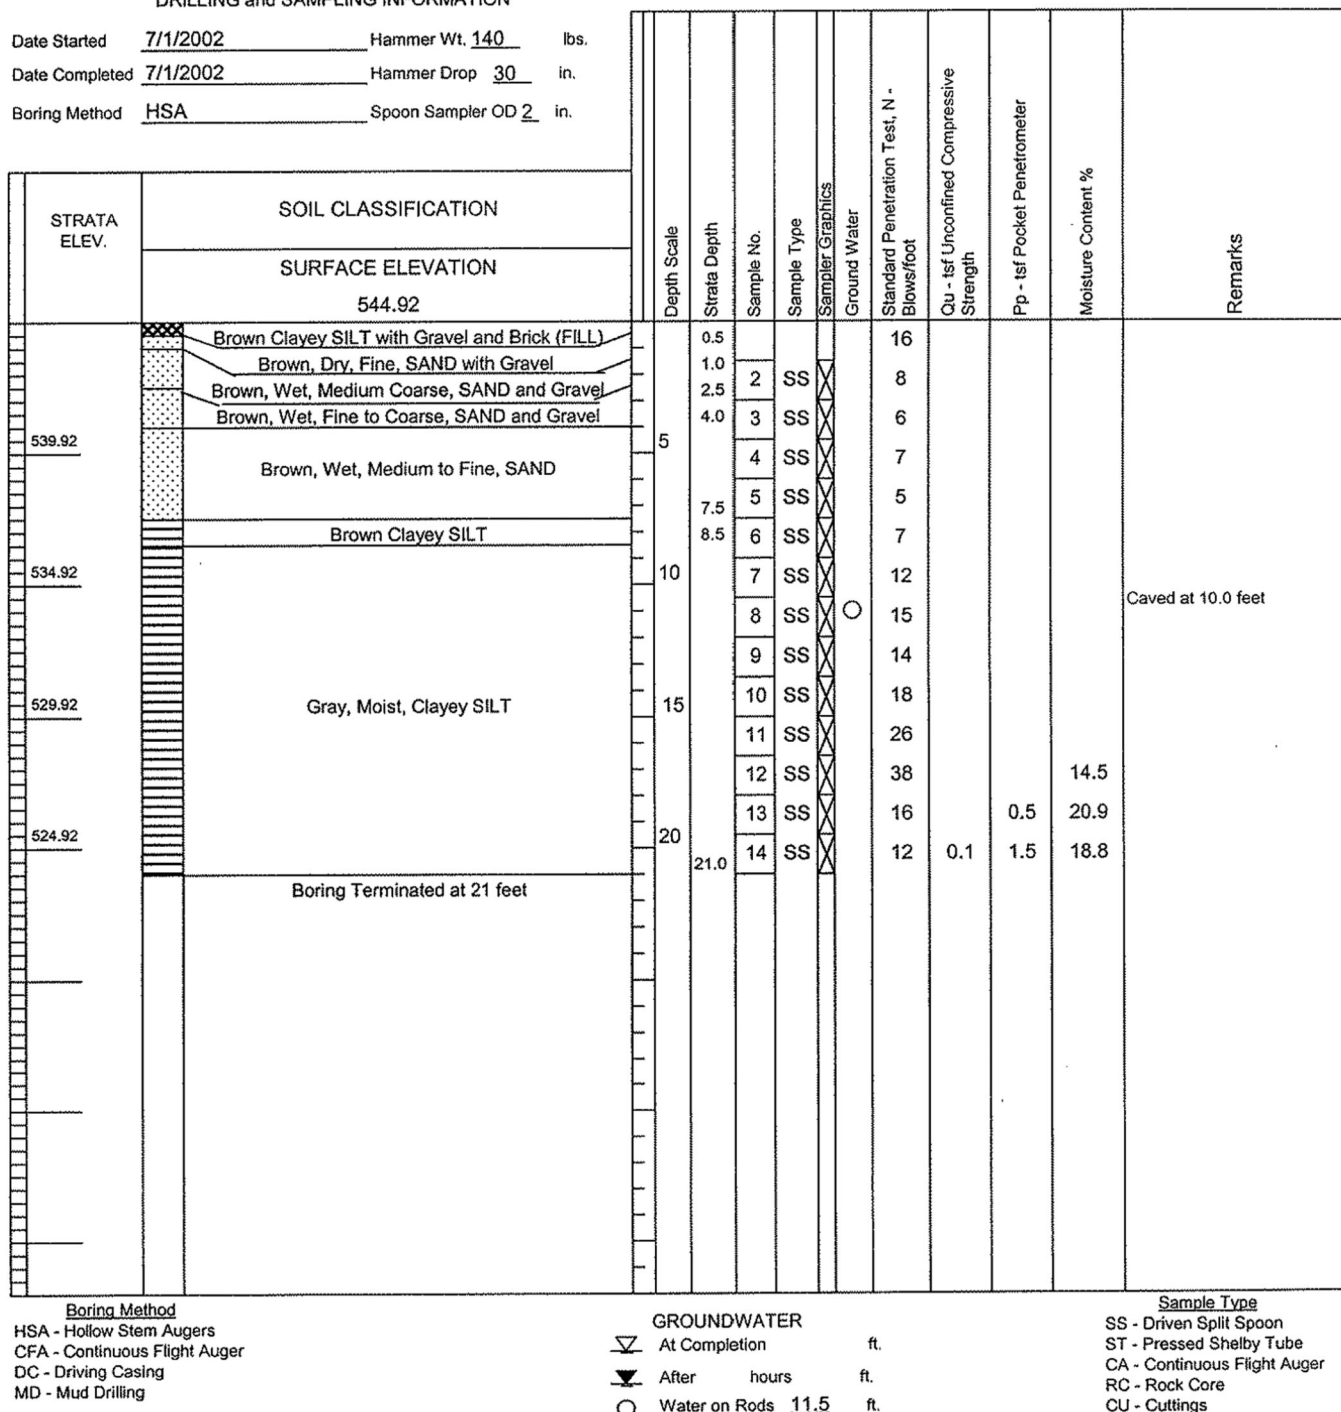 DRILLING and SAMPLING INFORMATION
Date Started 7/1/2002 Hammer Wt. 140 lbs.
Date Completed 7/1/2002 Hammer Drop 30 in.
Boring Method HSA Spoon Sampler OD 2 in.
STRATA ELEV.
SOIL CLASSIFICATION
SURFACE ELEVATION
544.92
Depth Scale
Strata Depth
Sample No.
Sample Type
Sampler Graphics
Ground Water
Standard Penetration Test, N - Blows/foot
Qu - tsf Unconfined Compressive Strength
Pp - tsf Pocket Penetrometer
Moisture Content %
Remarks
Brown Clayey SILT with Gravel and Brick (FILL) 0.5 16
Brown, Dry, Fine, SAND with Gravel 1.0
2 SS 8
Brown, Wet, Medium Coarse, SAND and Gravel 2.5
Brown, Wet, Fine to Coarse, SAND and Gravel 4.0 3 SS 6
539.92 5
4 SS 7
Brown, Wet, Medium to Fine, SAND
5 SS 5
7.5
Brown Clayey SILT 8.5 6 SS 7
534.92 10 7 SS 12
Caved at 10.0 feet
8 SS 15
9 SS 14
10 SS 18
529.92 Gray, Moist, Clayey SILT 15
11 SS 26
12 SS 38 14.5
13 SS 16 0.5 20.9
524.92 20
14 SS 12 0.1 1.5 18.8
21.0
Boring Terminated at 21 feet
Boring Method
HSA - Hollow Stem Augers
CFA - Continuous Flight Auger
DC - Driving Casing
MD - Mud Drilling
GROUNDWATER
At Completion ft.
After hours ft.
Water on Rods 11.5 ft.
Sample Type
SS - Driven Split Spoon
ST - Pressed Shelby Tube
CA - Continuous Flight Auger
RC - Rock Core
CU - Cuttings